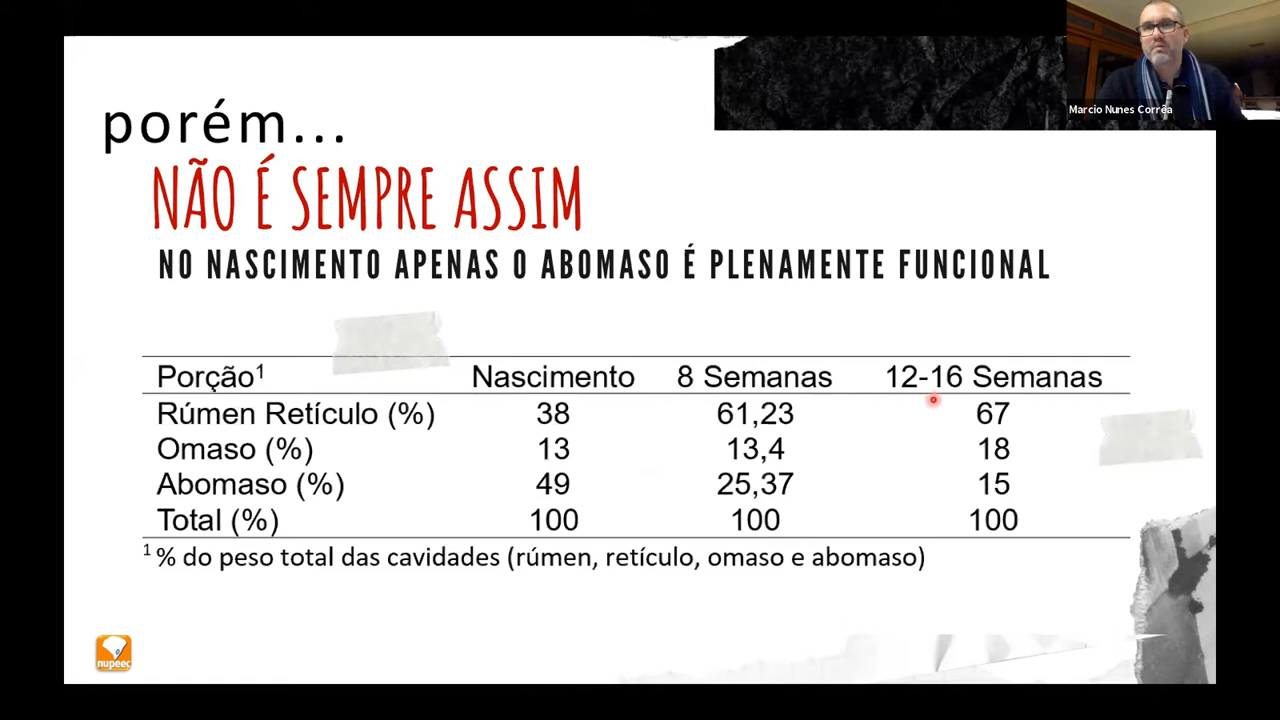 Marcio Nunes Corrêa
porém...
NÃO É SEMPRE ASSIM
NO NASCIMENTO APENAS O ABOMASO É PLENAMENTE FUNCIONAL
Porção¹ Nascimento 8 Semanas 12-16 Semanas
Rúmen Retículo (%) 38 61,23 67
Omaso (%) 13 13,4 18
Abomaso (%) 49 25,37 15
Total (%) 100 100 100
¹ % do peso total das cavidades (rúmen, retículo, omaso e abomaso)
nupeec